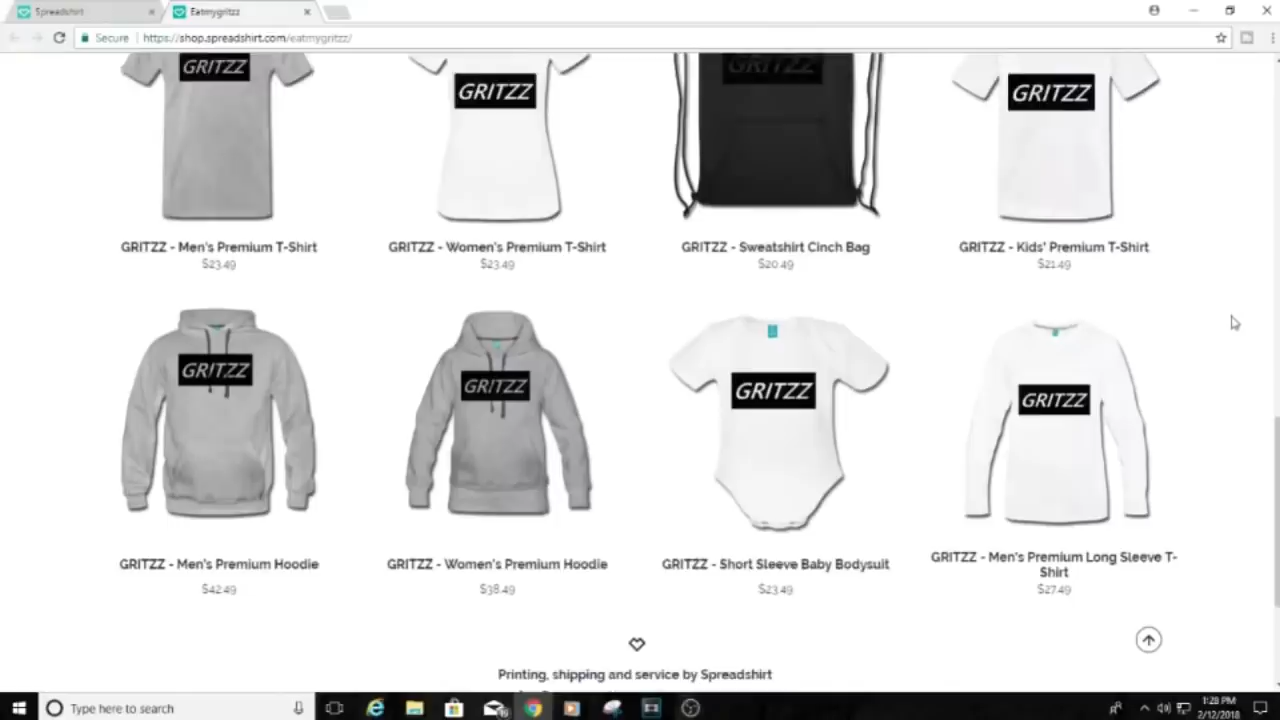 Spreadshirt
Eatmygritzz
Secure
https://shop.spreadshirt.com/eatmygritzz/
GRITZZ
GRITZZ
GRITZZ
GRITZZ
GRITZZ - Men's Premium T-Shirt
$23.49
GRITZZ - Women's Premium T-Shirt
$23.49
GRITZZ - Sweatshirt Cinch Bag
$20.49
GRITZZ - Kids' Premium T-Shirt
$21.49
GRITZZ
GRITZZ
GRITZZ
GRITZZ
GRITZZ - Men's Premium Hoodie
$42.49
GRITZZ - Women's Premium Hoodie
$38.49
GRITZZ - Short Sleeve Baby Bodysuit
$23.49
GRITZZ - Men's Premium Long Sleeve T-
Shirt
$27.49
Printing, shipping and service by Spreadshirt
Type here to search
1:28 PM
2/12/2018